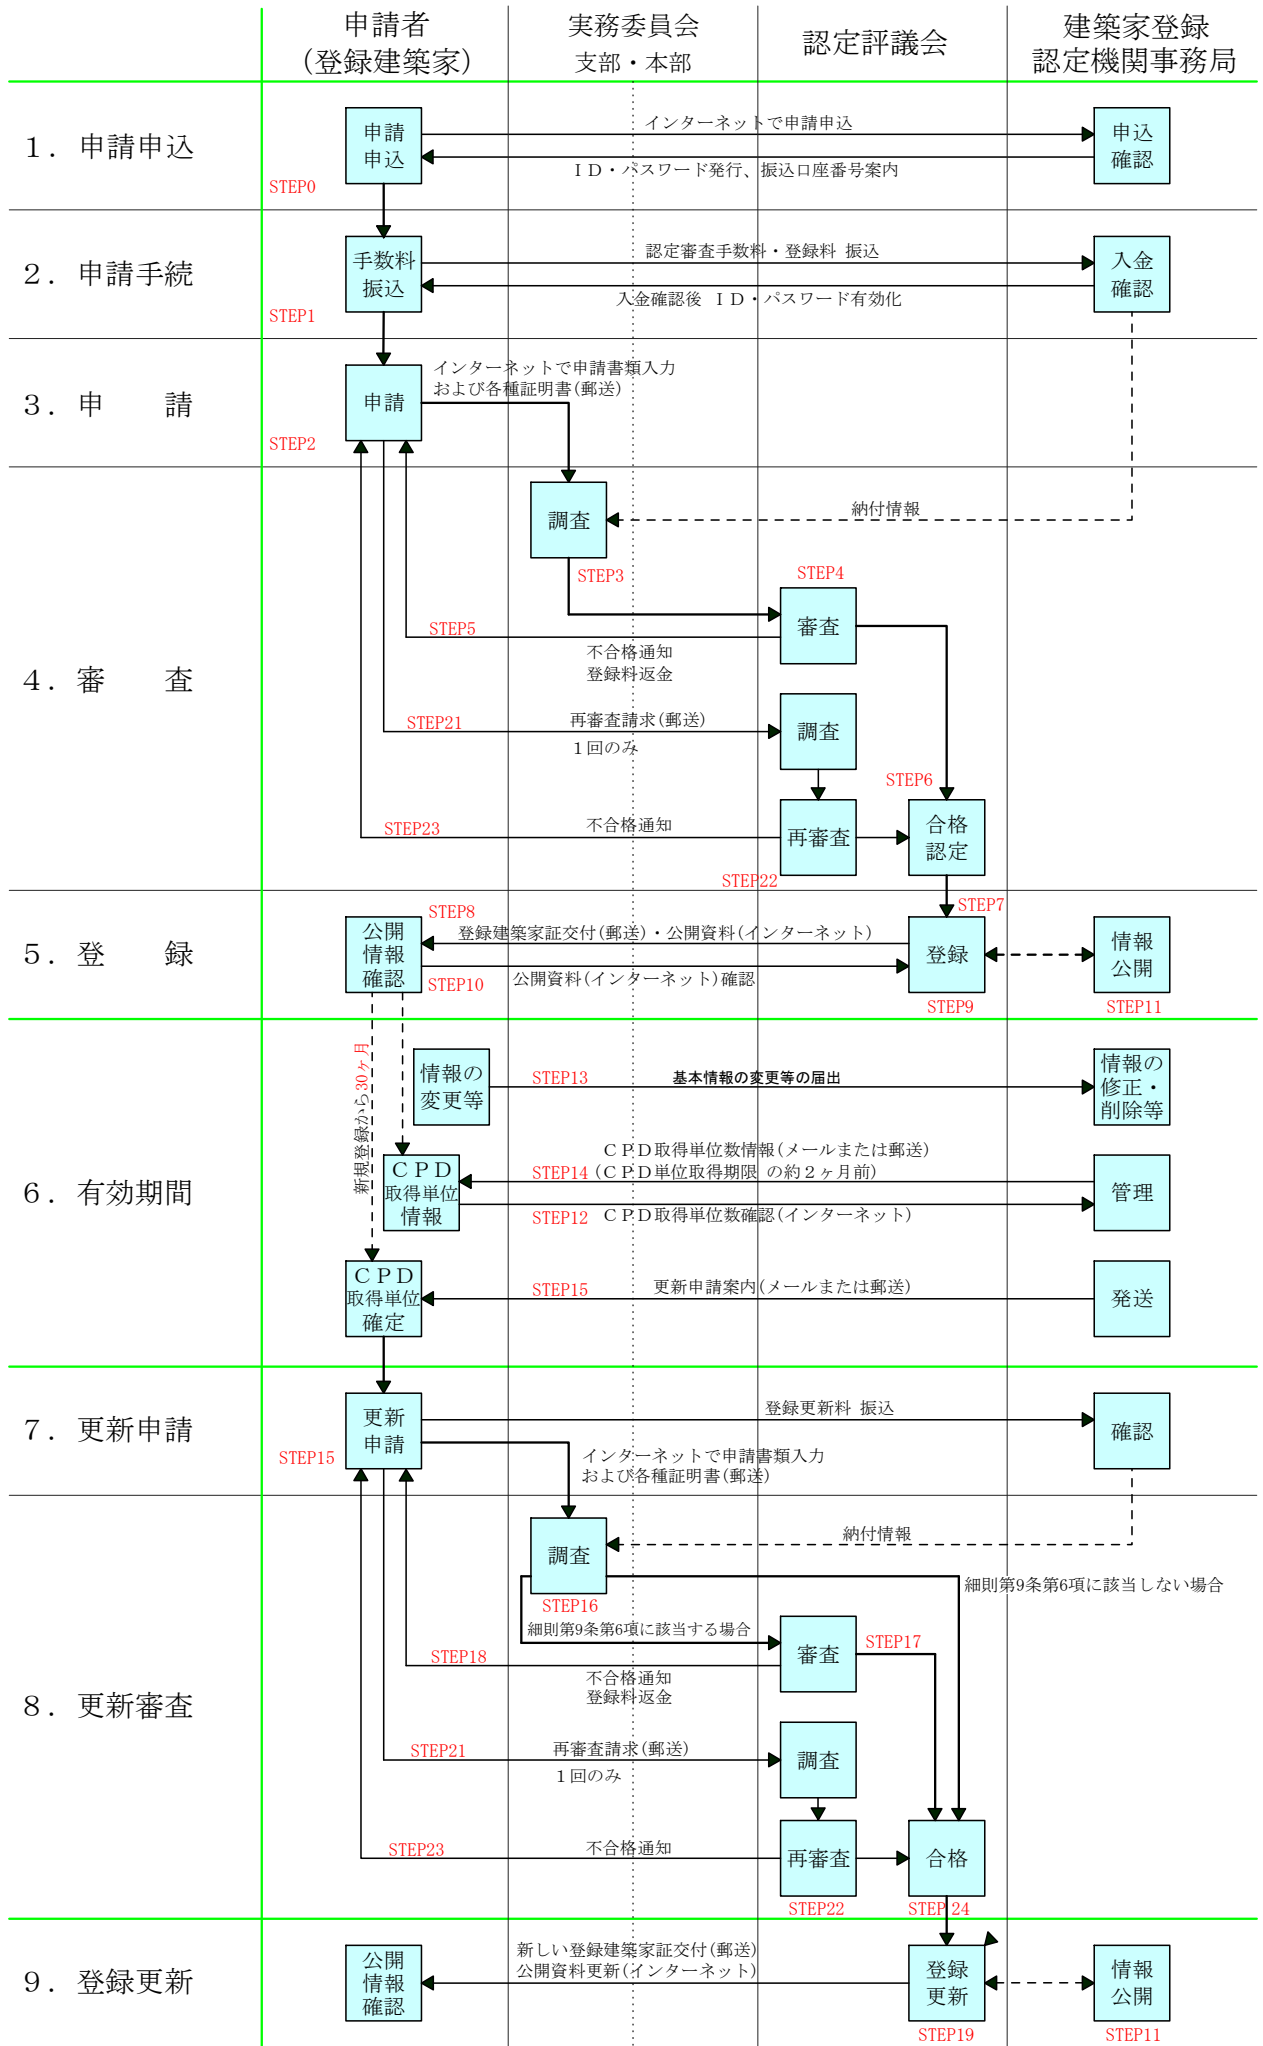 申請者
(登録建築家)
実務委員会
支部・本部
認定評議会
建築家登録
認定機関事務局
1．申請申込
申請
申込
インターネットで申請申込
ＩＤ・パスワード発行、振込口座番号案内
申込
確認
STEP0
2．申請手続
手数料
振込
認定審査手数料・登録料 振込
入金確認後 ＩＤ・パスワード有効化
入金
確認
STEP1
3．申　請
申請
インターネットで申請書類入力
および各種証明書(郵送)
STEP2
4．審　査
調査
納付情報
STEP3
STEP4
審査
STEP5
不合格通知
登録料返金
STEP21
再審査請求(郵送)
１回のみ
調査
STEP6
STEP23
不合格通知
再審査
合格
認定
STEP22
5．登　録
STEP7
STEP8
公開
情報
確認
登録建築家証交付(郵送)・公開資料(インターネット)
STEP10
公開資料(インターネット)確認
登録
情報
公開
STEP9
STEP11
6．有効期間
新規登録から30ヶ月
情報の
変更等
STEP13
基本情報の変更等の届出
情報の
修正・
削除等
ＣＰＤ
取得単位
情報
ＣＰＤ取得単位数情報(メールまたは郵送)
STEP14
(ＣＰＤ単位取得期限 の約２ヶ月前)
STEP12
ＣＰＤ取得単位数確認(インターネット)
管理
ＣＰＤ
取得単位
確定
STEP15
更新申請案内(メールまたは郵送)
発送
7．更新申請
更新
申請
登録更新料 振込
確認
STEP15
インターネットで申請書類入力
および各種証明書(郵送)
8．更新審査
調査
納付情報
細則第9条第6項に該当しない場合
STEP16
細則第9条第6項に該当する場合
審査
STEP17
STEP18
不合格通知
登録料返金
STEP21
再審査請求(郵送)
１回のみ
調査
STEP23
不合格通知
再審査
合格
STEP22
STEP 24
9．登録更新
公開
情報
確認
新しい登録建築家証交付(郵送)
公開資料更新(インターネット)
登録
更新
情報
公開
STEP19
STEP11